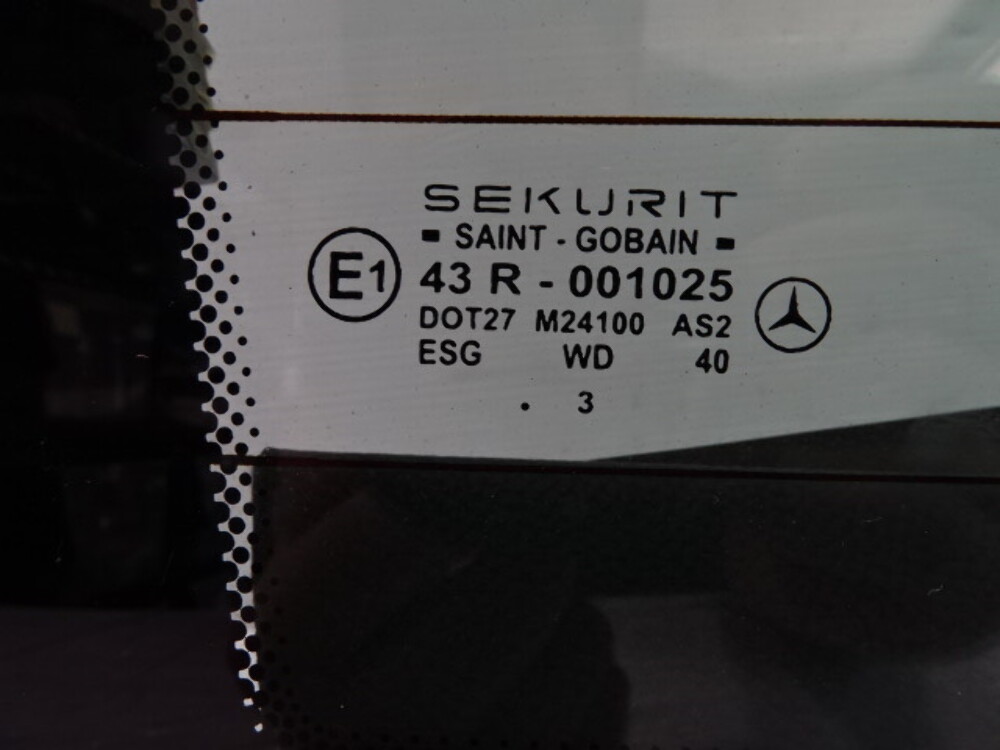 SEKURIT
SAINT - GOBAIN
E1
43 R - 001025
DOT27 M24100 AS2
ESG WD 40
. 3